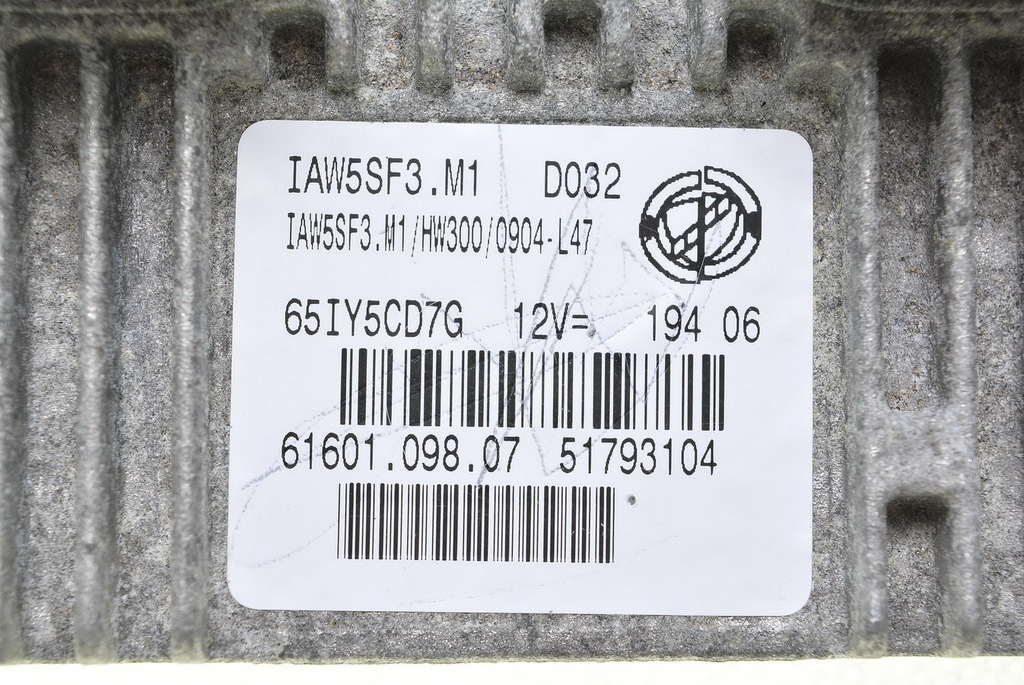 IAW5SF3.M1 D032
IAW5SF3.M1/HW300/0904-L47
65IY5CD7G 12V= 194 06
61601.098.07 51793104